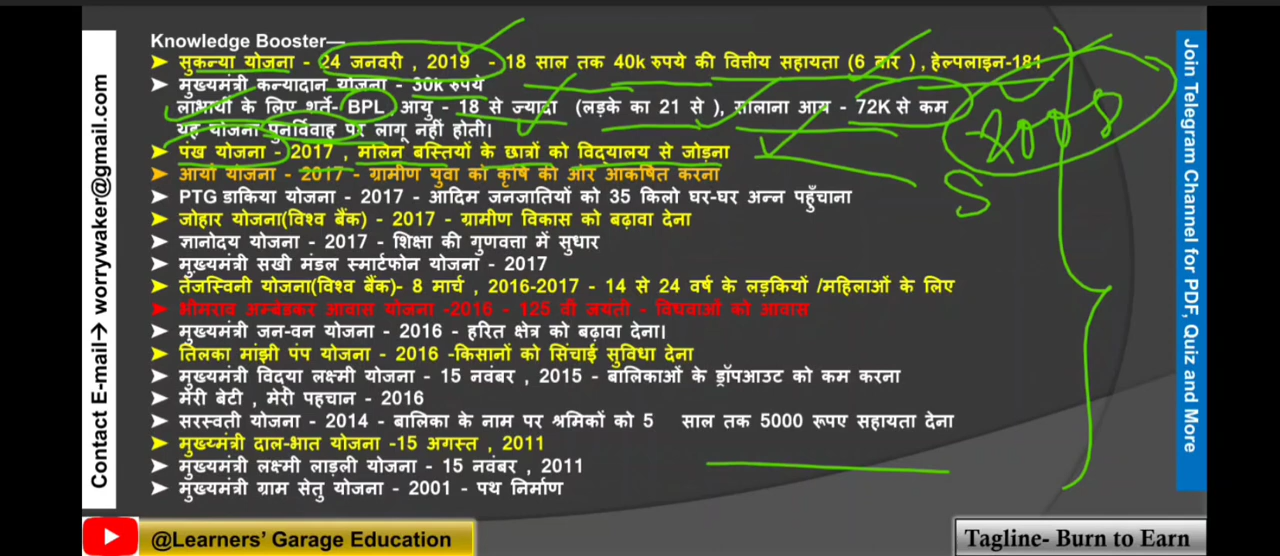 Knowledge Booster—
➤ सुकन्या योजना - 24 जनवरी , 2019 - 18 साल तक 40k रुपये की वित्तीय सहायता (6 बार ) , हेल्पलाइन-181
➤ मुख्यमंत्री कन्यादान योजना - 30k रुपये
लाभार्थी के लिए शर्ते- BPL आयु - 18 से ज्यादा (लड़के का 21 से ), सालाना आय - 72K से कम
यह योजना पुनर्विवाह पर लागू नहीं होती।
➤ पंख योजना - 2017 , मलिन बस्तियों के छात्रों को विद्यालय से जोड़ना
➤ आर्या योजना - 2017 - ग्रामीण युवा को कृषि की ओर आकर्षित करना
➤ PTG डाकिया योजना - 2017 - आदिम जनजातियों को 35 किलो घर-घर अन्न पहुँचाना
➤ जोहार योजना(विश्व बैंक) - 2017 - ग्रामीण विकास को बढ़ावा देना
➤ ज्ञानोदय योजना - 2017 - शिक्षा की गुणवत्ता में सुधार
➤ मुख्यमंत्री सखी मंडल स्मार्टफोन योजना - 2017
➤ तेजस्विनी योजना(विश्व बैंक)- 8 मार्च , 2016-2017 - 14 से 24 वर्ष के लड़कियों /महिलाओं के लिए
➤ भीमराव अम्बेडकर आवास योजना -2016 - 125 वी जयंती - विधवाओं को आवास
➤ मुख्यमंत्री जन-वन योजना - 2016 - हरित क्षेत्र को बढ़ावा देना।
➤ तिलका मांझी पंप योजना - 2016 -किसानों को सिंचाई सुविधा देना
➤ मुख्यमंत्री विद्या लक्ष्मी योजना - 15 नवंबर , 2015 - बालिकाओं के ड्रॉपआउट को कम करना
➤ मेरी बेटी , मेरी पहचान - 2016
➤ सरस्वती योजना - 2014 - बालिका के नाम पर श्रमिकों को 5 साल तक 5000 रूपए सहायता देना
➤ मुख्य्मंत्री दाल-भात योजना -15 अगस्त , 2011
➤ मुख्यमंत्री लक्ष्मी लाड़ली योजना - 15 नवंबर , 2011
➤ मुख्यमंत्री ग्राम सेतु योजना - 2001 - पथ निर्माण
Contact E-mail→ worrywaker@gmail.com
Join Telegram Channel for PDF, Quiz and More
@Learners' Garage Education
Tagline- Burn to Earn